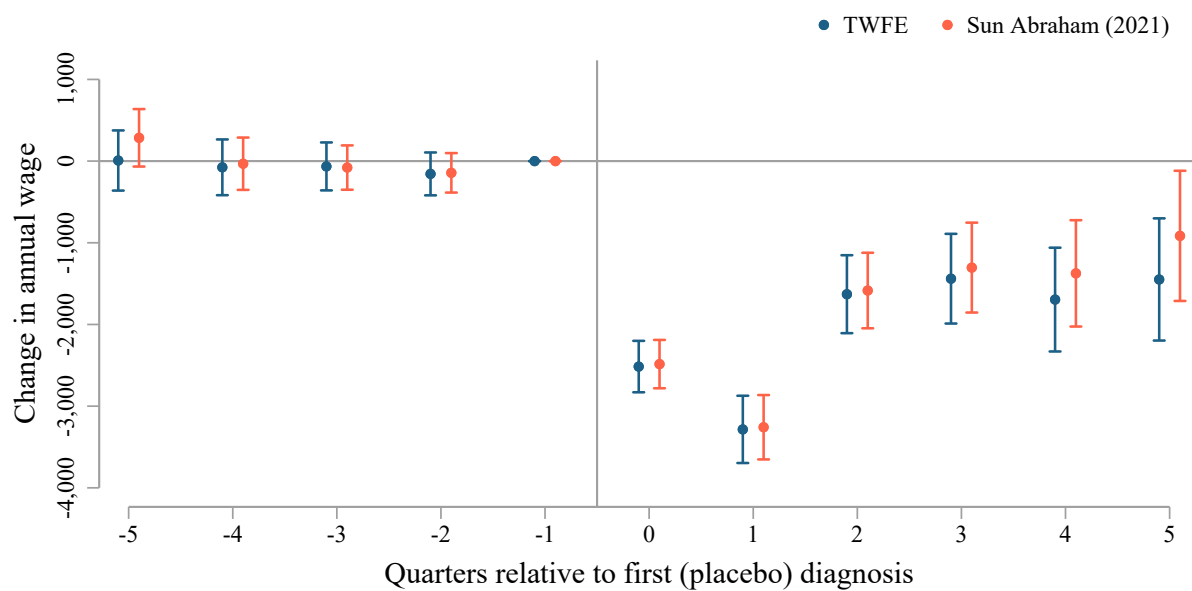 TWFE Sun Abraham (2021)
1,000
0
-1,000
-2,000
-3,000
-4,000
Change in annual wage
-5 -4 -3 -2 -1 0 1 2 3 4 5
Quarters relative to first (placebo) diagnosis